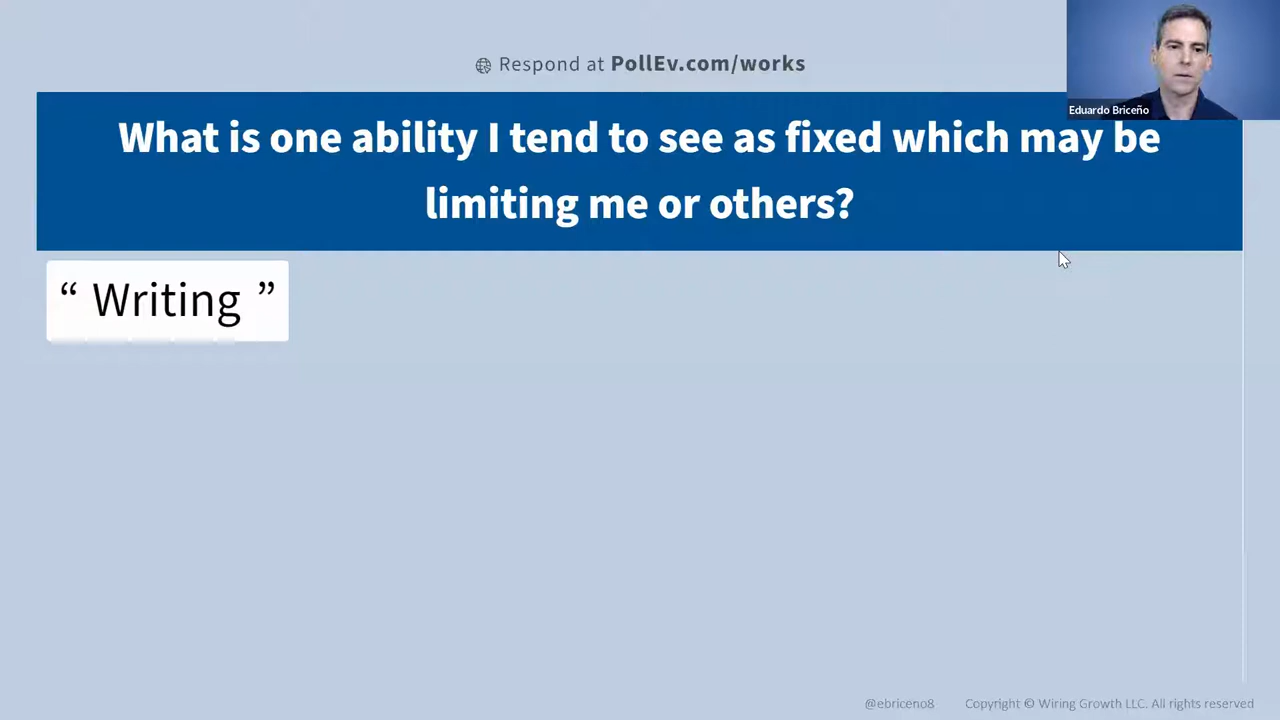 Respond at PollEv.com/works
Eduardo Briceño
What is one ability I tend to see as fixed which may be
limiting me or others?
“ Writing ”
@ebriceno8 Copyright © Wiring Growth LLC. All rights reserved